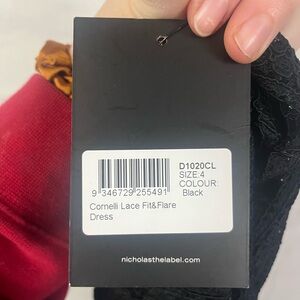 D1020CL
SIZE:4
COLOUR:
Black
9 346729 255491
Cornelli Lace Fit&Flare
Dress
nicholasthelabel.com